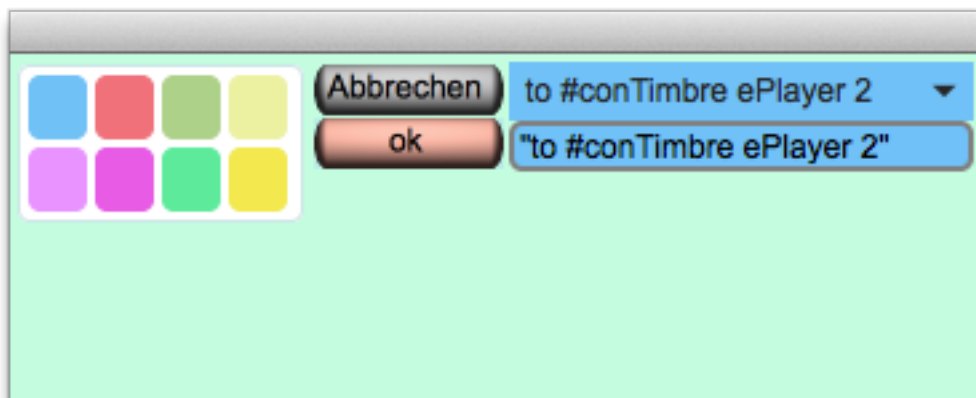 Abbrechen
to #conTimbre ePlayer 2
ok
"to #conTimbre ePlayer 2"